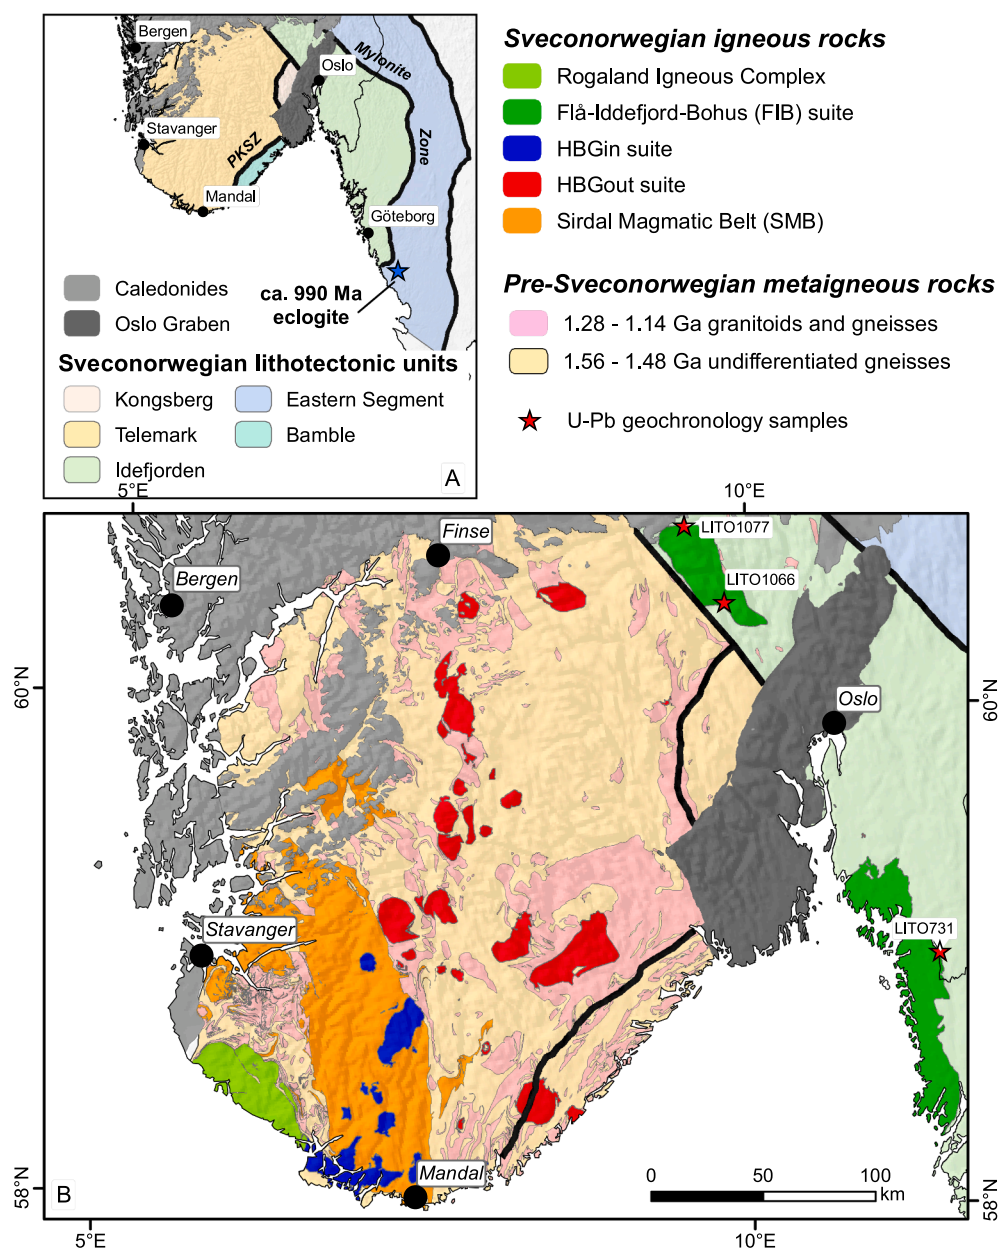 Bergen
Oslo
Mylonite
Zone
Stavanger
PKSZ
Mandal
Göteborg
ca. 990 Ma
eclogite
Caledonides
Oslo Graben
Sveconorwegian lithotectonic units
Kongsberg
Eastern Segment
Telemark
Bamble
Idefjorden
A
Sveconorwegian igneous rocks
Rogaland Igneous Complex
Flå-Iddefjord-Bohus (FIB) suite
HBGin suite
HBGout suite
Sirdal Magmatic Belt (SMB)
Pre-Sveconorwegian metaigneous rocks
1.28 - 1.14 Ga granitoids and gneisses
1.56 - 1.48 Ga undifferentiated gneisses
U-Pb geochronology samples
5°E
10°E
Finse
LITO1077
Bergen
LITO1066
60°N
60°N
Oslo
Stavanger
LITO731
Mandal
0 50 100
km
58°N
58°N
B
5°E
10°E